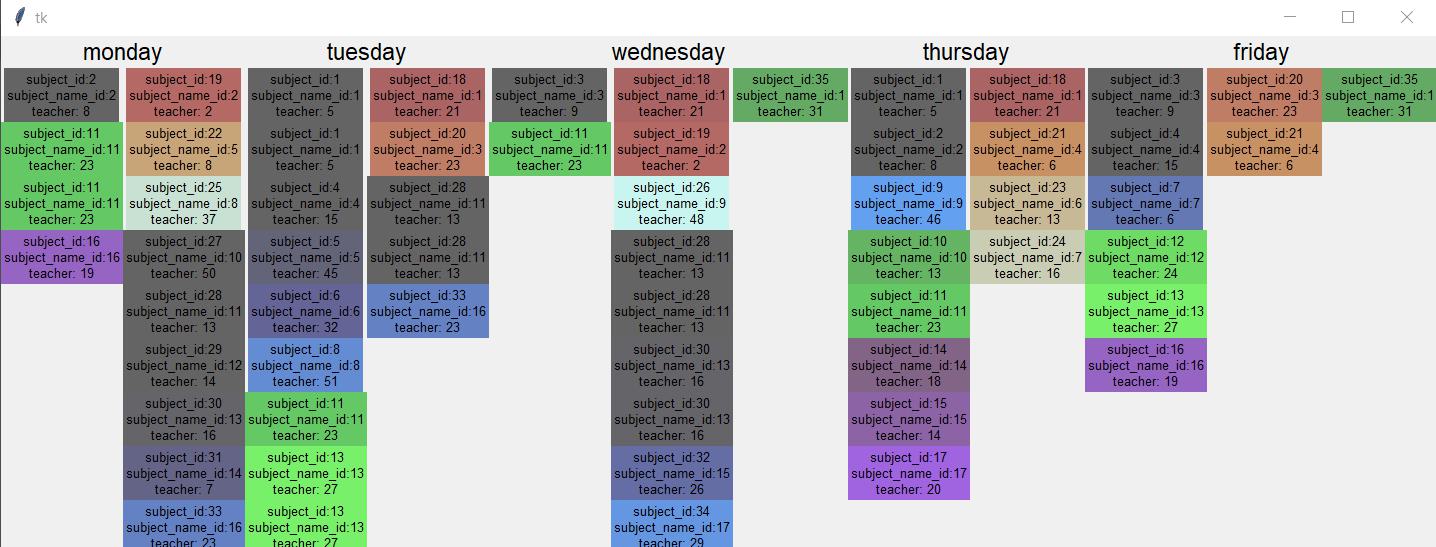 tk
monday tuesday wednesday thursday friday
subject_id:2 subject_id:19 subject_id:1 subject_id:18 subject_id:3 subject_id:18 subject_id:35 subject_id:1 subject_id:18 subject_id:3 subject_id:20 subject_id:35
subject_name_id:2 subject_name_id:2 subject_name_id:1 subject_name_id:1 subject_name_id:3 subject_name_id:1 subject_name_id:1 subject_name_id:1 subject_name_id:1 subject_name_id:3 subject_name_id:3 subject_name_id:1
teacher: 8 teacher: 2 teacher: 5 teacher: 21 teacher: 9 teacher: 21 teacher: 31 teacher: 5 teacher: 21 teacher: 9 teacher: 23 teacher: 31
subject_id:11 subject_id:22 subject_id:1 subject_id:20 subject_id:11 subject_id:19 subject_id:2 subject_id:21 subject_id:4 subject_id:21
subject_name_id:11 subject_name_id:5 subject_name_id:1 subject_name_id:3 subject_name_id:11 subject_name_id:2 subject_name_id:2 subject_name_id:4 subject_name_id:4 subject_name_id:4
teacher: 23 teacher: 8 teacher: 5 teacher: 23 teacher: 23 teacher: 2 teacher: 8 teacher: 6 teacher: 15 teacher: 6
subject_id:11 subject_id:25 subject_id:4 subject_id:28 subject_id:26 subject_id:9 subject_id:23 subject_id:7
subject_name_id:11 subject_name_id:8 subject_name_id:4 subject_name_id:11 subject_name_id:9 subject_name_id:9 subject_name_id:6 subject_name_id:7
teacher: 23 teacher: 37 teacher: 15 teacher: 13 teacher: 48 teacher: 46 teacher: 13 teacher: 6
subject_id:16 subject_id:27 subject_id:5 subject_id:28 subject_id:28 subject_id:10 subject_id:24 subject_id:12
subject_name_id:16 subject_name_id:10 subject_name_id:5 subject_name_id:11 subject_name_id:11 subject_name_id:10 subject_name_id:7 subject_name_id:12
teacher: 19 teacher: 50 teacher: 45 teacher: 13 teacher: 13 teacher: 13 teacher: 16 teacher: 24
subject_id:28 subject_id:6 subject_id:33 subject_id:28 subject_id:11 subject_id:13
subject_name_id:11 subject_name_id:6 subject_name_id:16 subject_name_id:11 subject_name_id:11 subject_name_id:13
teacher: 13 teacher: 32 teacher: 23 teacher: 13 teacher: 23 teacher: 27
subject_id:29 subject_id:8 subject_id:30 subject_id:14 subject_id:16
subject_name_id:12 subject_name_id:8 subject_name_id:13 subject_name_id:14 subject_name_id:16
teacher: 14 teacher: 51 teacher: 16 teacher: 18 teacher: 19
subject_id:30 subject_id:11 subject_id:30 subject_id:15
subject_name_id:13 subject_name_id:11 subject_name_id:13 subject_name_id:15
teacher: 16 teacher: 23 teacher: 16 teacher: 14
subject_id:31 subject_id:13 subject_id:32 subject_id:17
subject_name_id:14 subject_name_id:13 subject_name_id:15 subject_name_id:17
teacher: 7 teacher: 27 teacher: 26 teacher: 20
subject_id:33 subject_id:13 subject_id:34
subject_name_id:16 subject_name_id:13 subject_name_id:17
teacher: 23 teacher: 27 teacher: 29